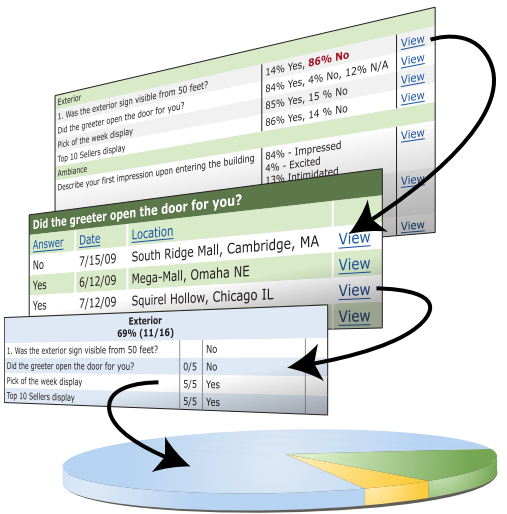 Exterior
14% Yes, 86% No View
1. Was the exterior sign visible from 50 feet?
84% Yes, 4% No, 12% N/A View
Did the greeter open the door for you?
85% Yes, 15 % No View
Pick of the week display
86% Yes, 14 % No View
Top 10 Sellers display
Ambiance
Describe your first impression upon entering the building
84% - Impressed View
4% - Excited
13% Intimidated View
View
Did the greeter open the door for you?
Answer Date Location
No 7/15/09 South Ridge Mall, Cambridge, MA View
Yes 6/12/09 Mega-Mall, Omaha NE View
Yes 7/12/09 Squirel Hollow, Chicago IL View
View
Exterior
69% (11/16)
1. Was the exterior sign visible from 50 feet? No
Did the greeter open the door for you? 0/5 No
Pick of the week display 5/5 Yes
Top 10 Sellers display 5/5 Yes